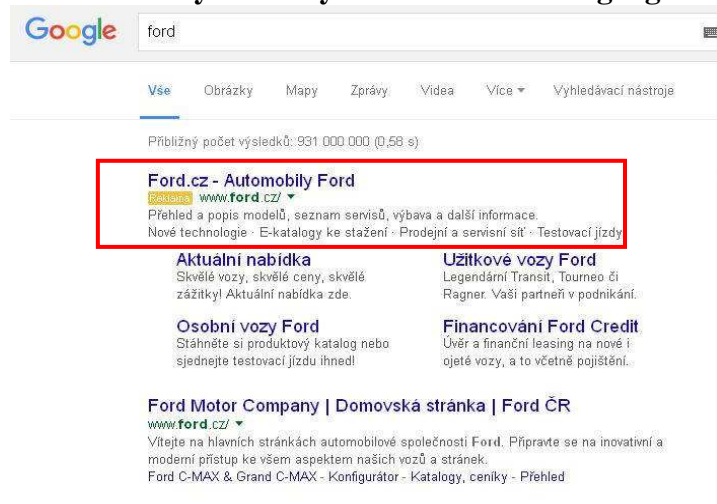 Google
ford
Vše Obrázky Mapy Zprávy Videa Více Vyhledávací nástroje
Přibližný počet výsledků: 931 000 000 (0,58 s)
Ford.cz - Automobily Ford
Reklama www.ford.cz/
Přehled a popis modelů, seznam servisů, výbava a další informace.
Nové technologie · E-katalogy ke stažení · Prodejní a servisní síť · Testovací jízdy
Aktuální nabídka
Skvělé vozy, skvělé ceny, skvělé
zážitky! Aktuální nabídka zde.
Užitkové vozy Ford
Legendární Transit, Tourneo či
Ragner. Vaši partneři v podnikání.
Osobní vozy Ford
Stáhněte si produktový katalog nebo
sjednejte testovací jízdu ihned!
Financování Ford Credit
Úvěr a finanční leasing na nové i
ojeté vozy, a to včetně pojištění.
Ford Motor Company | Domovská stránka | Ford ČR
www.ford.cz/
Vítejte na hlavních stránkách automobilové společnosti Ford. Připravte se na inovativní a
moderní přístup ke všem aspektem našich vozů a stránek.
Ford C-MAX & Grand C-MAX - Konfigurátor - Katalogy, ceníky - Přehled